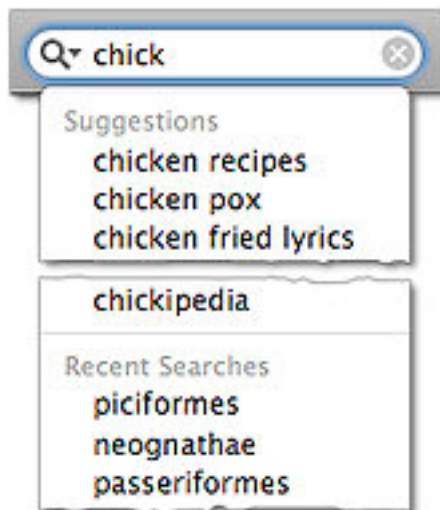 chick
Suggestions
chicken recipes
chicken pox
chicken fried lyrics
chickipedia
Recent Searches
piciformes
neognathae
passeriformes